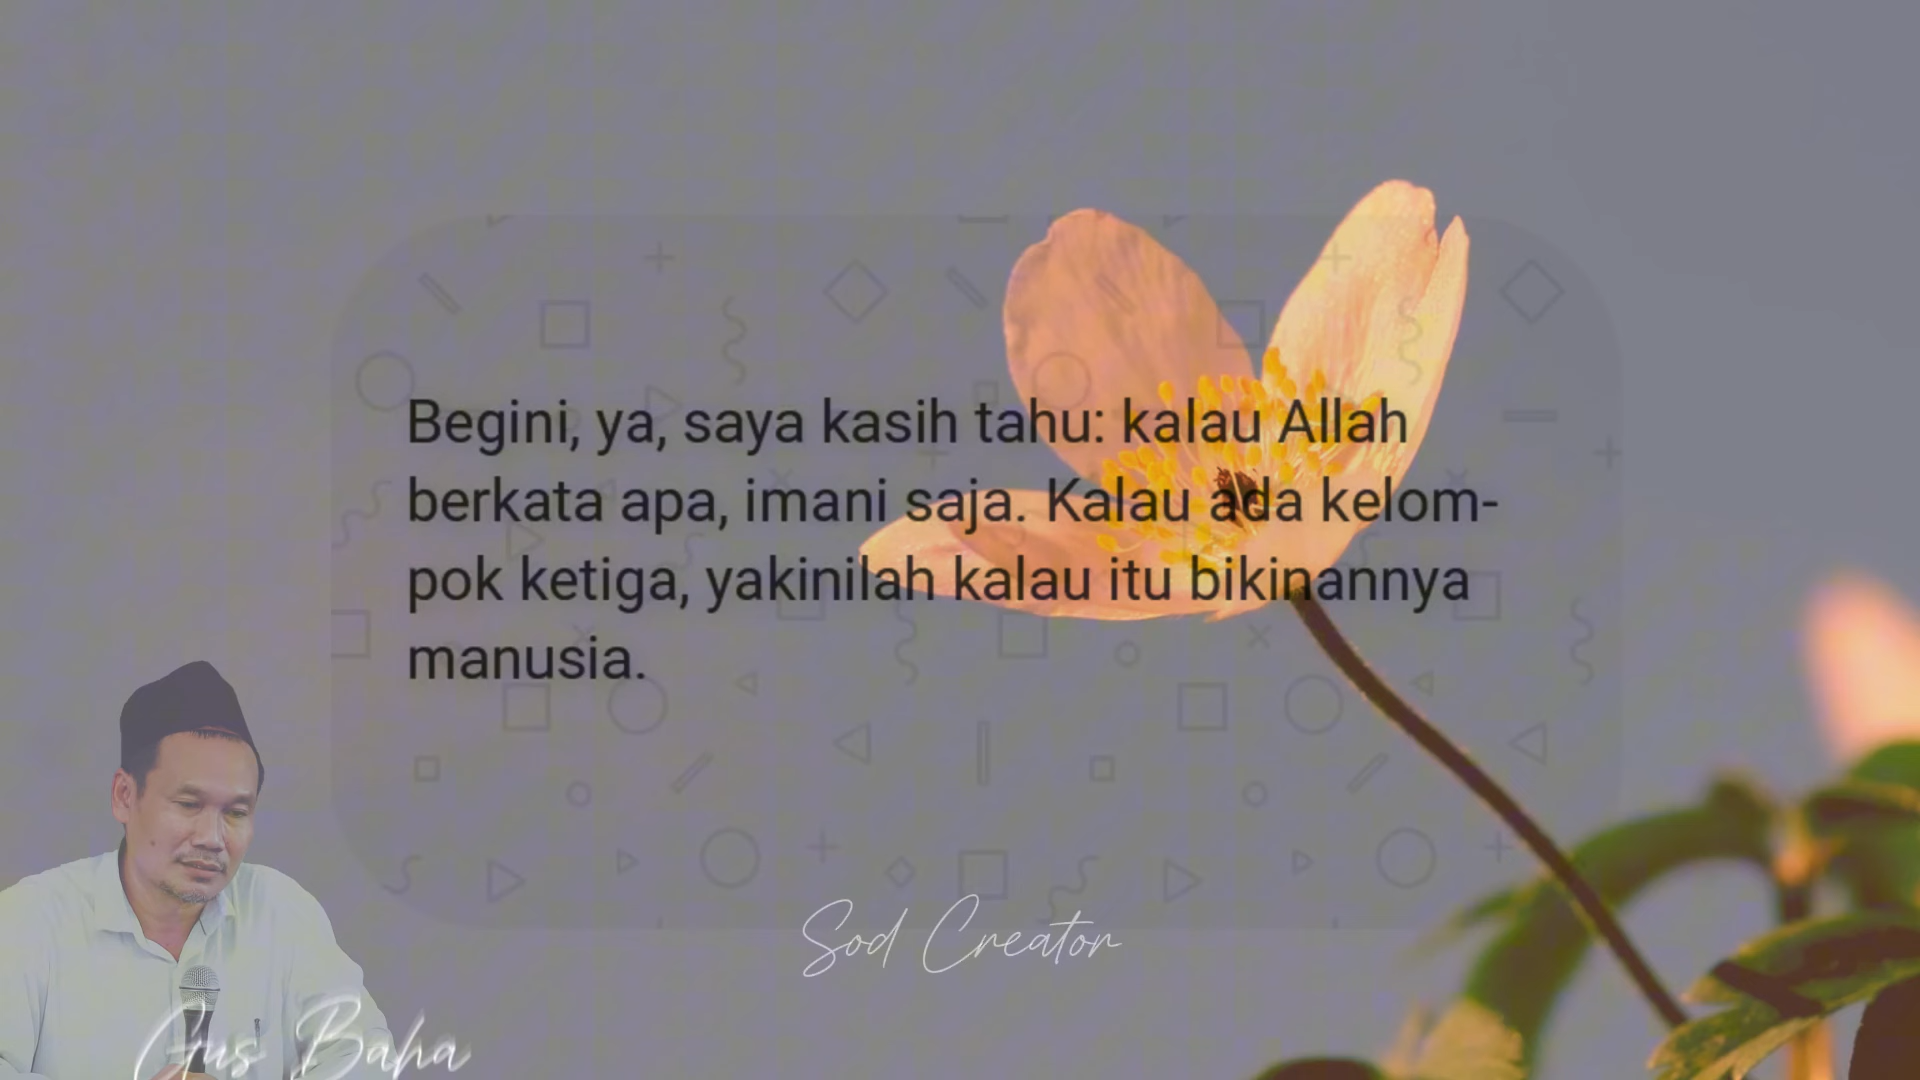 Begini, ya, saya kasih tahu: kalau Allah
berkata apa, imani saja. Kalau ada kelom-
pok ketiga, yakinilah kalau itu bikinannya
manusia.
Sod Creator
Gus Baha